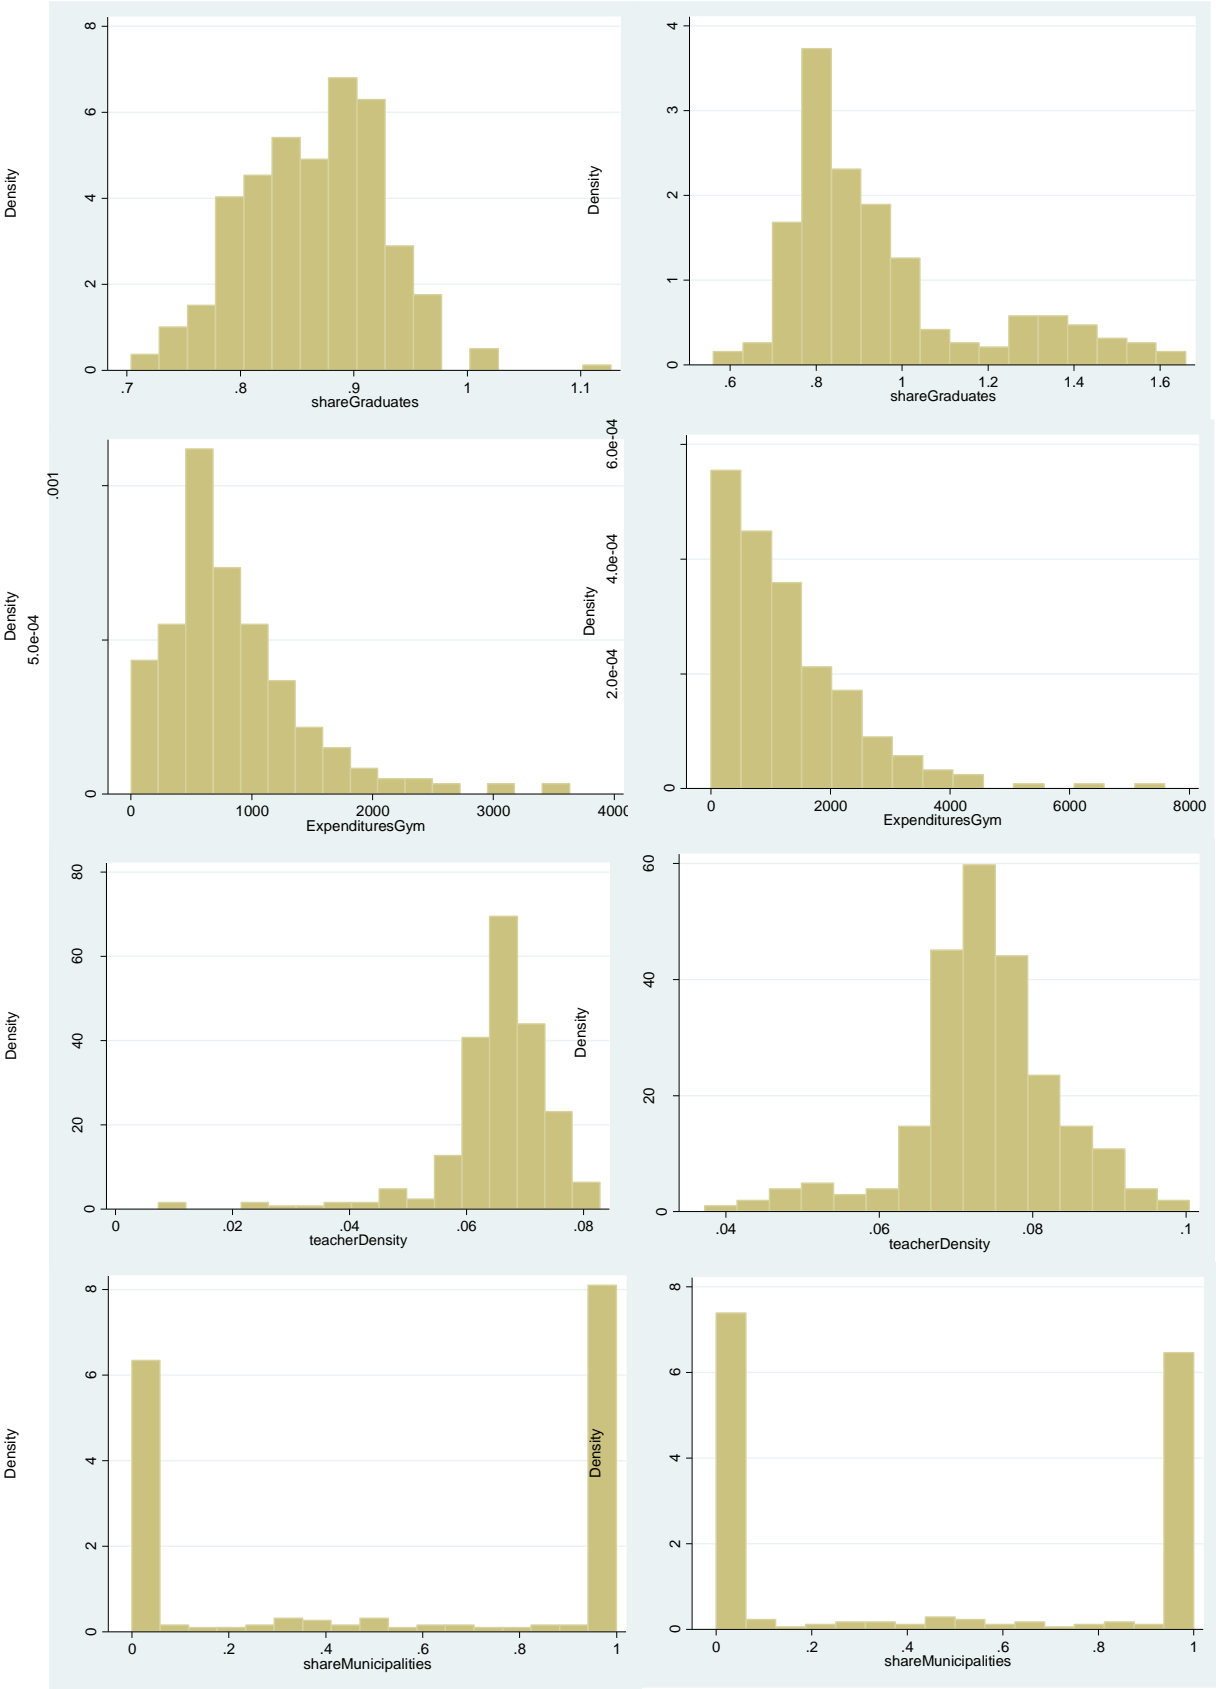 Density
0 2 4 6 8
.7 .8 .9 1 1.1
shareGraduates
Density
0 1 2 3 4
.6 .8 1 1.2 1.4 1.6
shareGraduates
Density
0 5.0e-04 .001
0 1000 2000 3000 4000
ExpendituresGym
Density
0 2.0e-04 4.0e-04 6.0e-04
0 2000 4000 6000 8000
ExpendituresGym
Density
0 20 40 60 80
0 .02 .04 .06 .08
teacherDensity
Density
0 20 40 60
.04 .06 .08 .1
teacherDensity
Density
0 2 4 6 8
0 .2 .4 .6 .8 1
shareMunicipalities
Density
0 2 4 6 8
0 .2 .4 .6 .8 1
shareMunicipalities